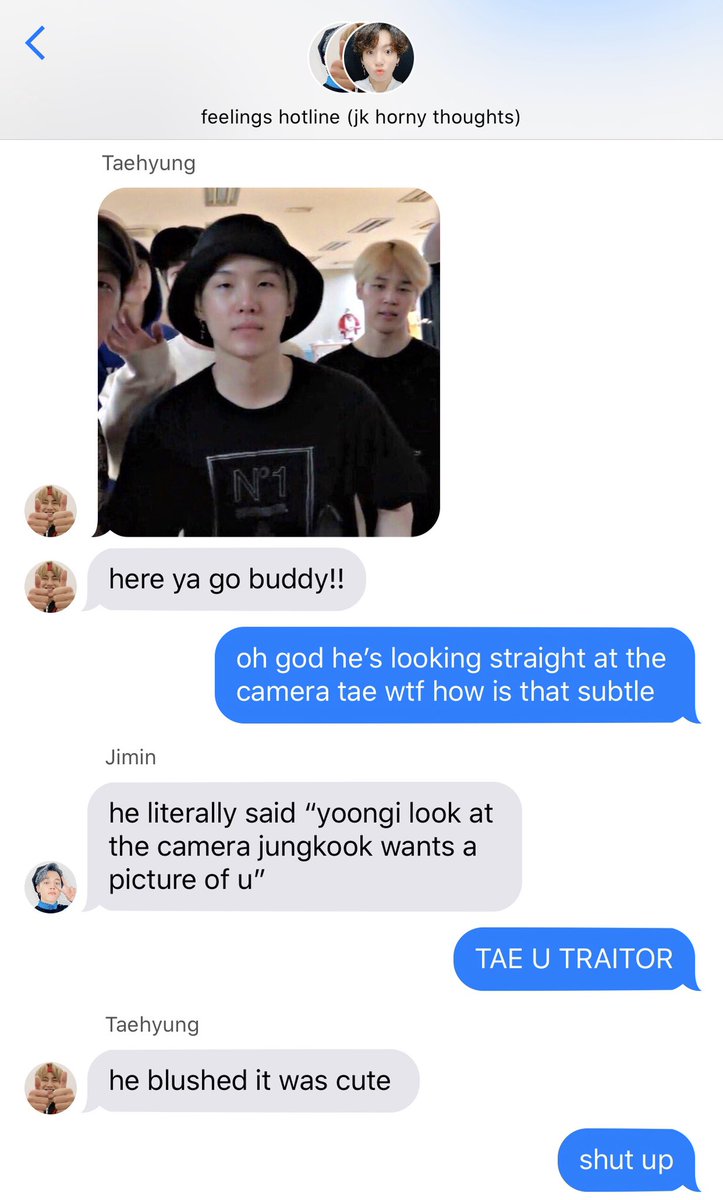 feelings hotline (jk horny thoughts)
Taehyung
Nº1
here ya go buddy!!
oh god he’s looking straight at the
camera tae wtf how is that subtle
Jimin
he literally said “yoongi look at
the camera jungkook wants a
picture of u”
TAE U TRAITOR
Taehyung
he blushed it was cute
shut up